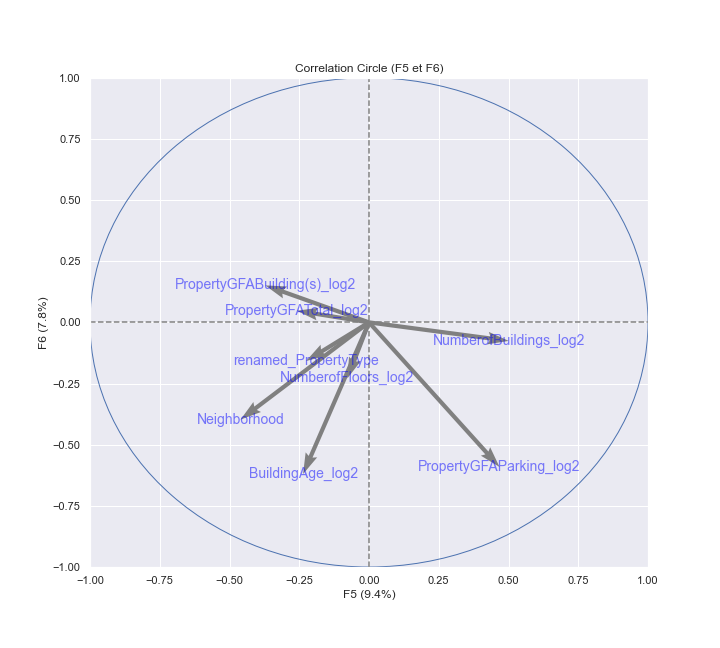 Correlation Circle (F5 et F6)
1.00
0.75
0.50
0.25
0.00
−0.25
−0.50
−0.75
−1.00
F6 (7.8%)
PropertyGFABuilding(s)_log2
PropertyGFATotal_log2
NumberofBuildings_log2
renamed_PropertyType
NumberofFloors_log2
Neighborhood
PropertyGFAParking_log2
BuildingAge_log2
−1.00 −0.75 −0.50 −0.25 0.00 0.25 0.50 0.75 1.00
F5 (9.4%)